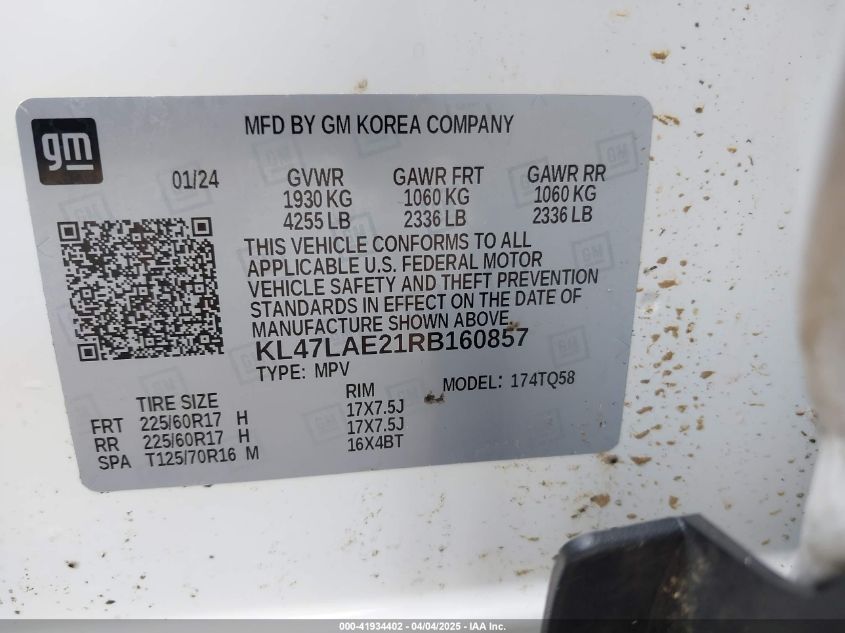 gm
MFD BY GM KOREA COMPANY
01/24
GVWR GAWR FRT GAWR RR
1930 KG 1060 KG 1060 KG
4255 LB 2336 LB 2336 LB
THIS VEHICLE CONFORMS TO ALL
APPLICABLE U.S. FEDERAL MOTOR
VEHICLE SAFETY AND THEFT PREVENTION
STANDARDS IN EFFECT ON THE DATE OF
MANUFACTURE SHOWN ABOVE.
KL47LAE21RB160857
TYPE: MPV MODEL: 174TQ58
TIRE SIZE RIM
FRT 225/60R17 H 17X7.5J
RR 225/60R17 H 17X7.5J
SPA T125/70R16 M 16X4BT
000-41934402 - 04/04/2025 - IAA Inc.